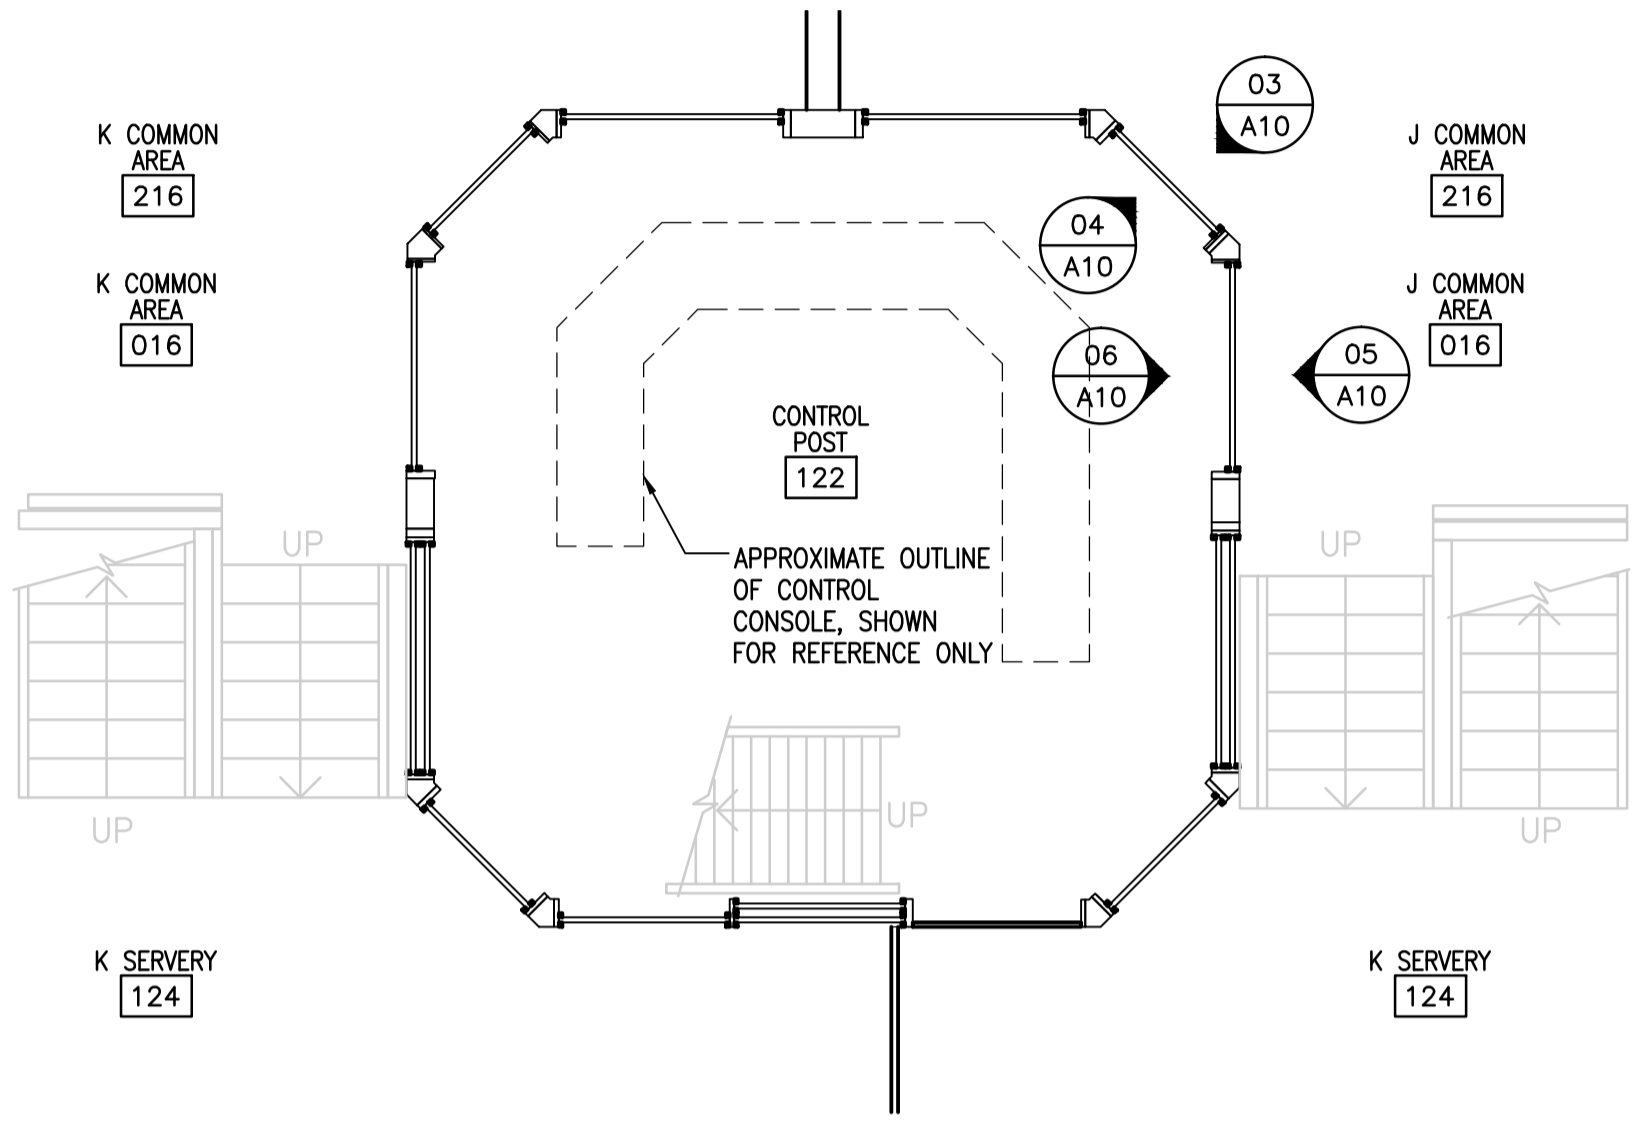 03
A10
K COMMON
AREA
216
J COMMON
AREA
216
04
A10
K COMMON
AREA
016
J COMMON
AREA
016
06
A10
05
A10
CONTROL
POST
122
UP
UP
APPROXIMATE OUTLINE
OF CONTROL
CONSOLE, SHOWN
FOR REFERENCE ONLY
UP
UP
UP
K SERVERY
124
K SERVERY
124